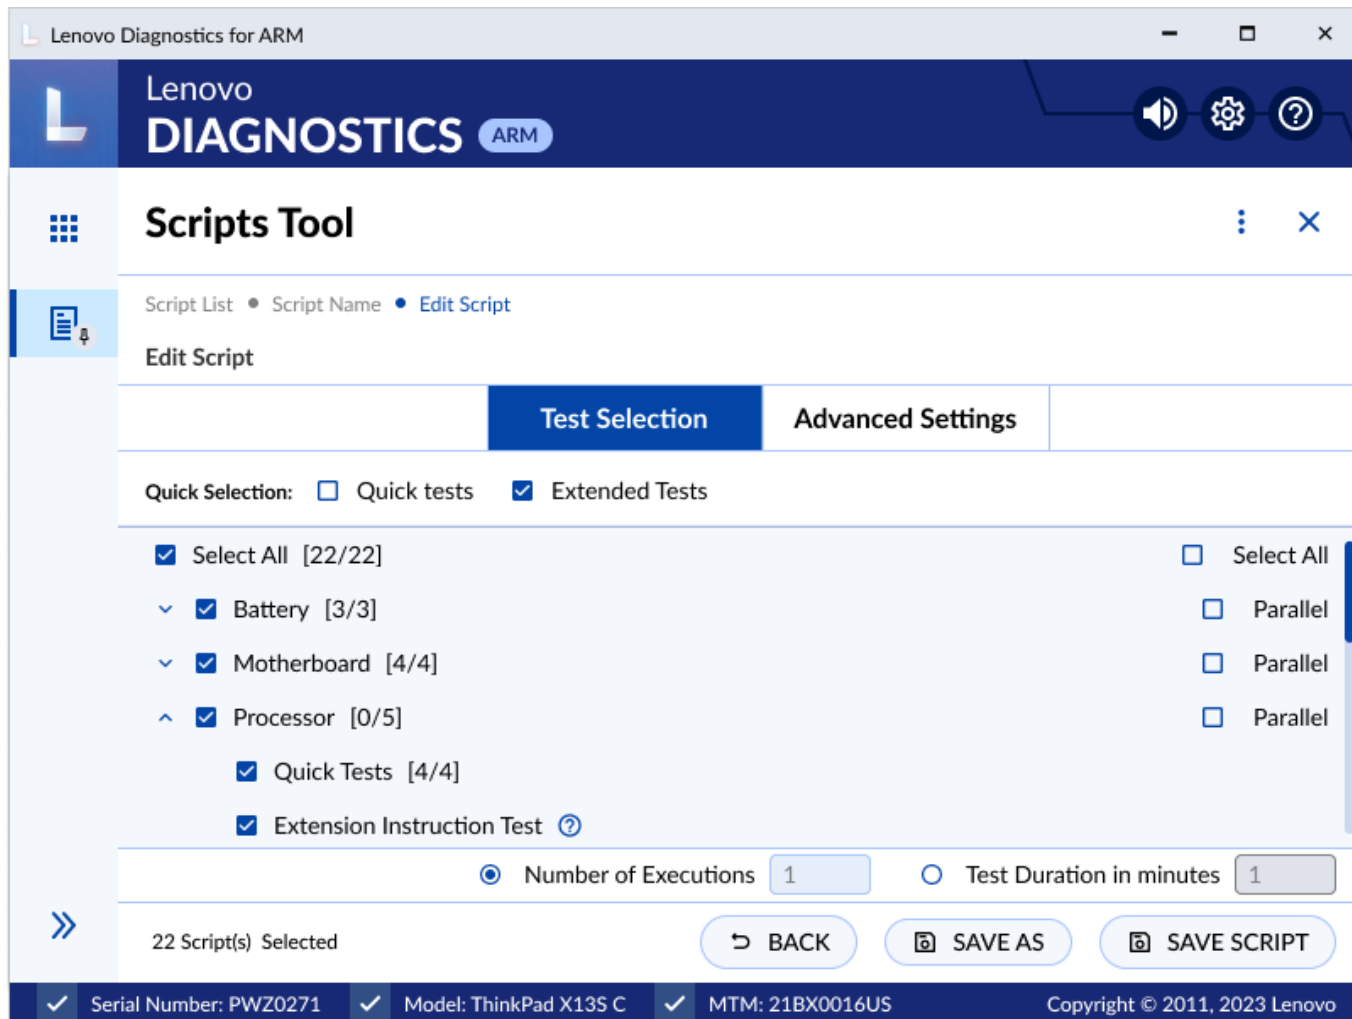 Lenovo Diagnostics for ARM
Lenovo
DIAGNOSTICS ARM
Scripts Tool
Script List • Script Name • Edit Script
Edit Script
Test Selection Advanced Settings
Quick Selection: Quick tests Extended Tests
Select All [22/22] Select All
Battery [3/3] Parallel
Motherboard [4/4] Parallel
Processor [0/5] Parallel
Quick Tests [4/4]
Extension Instruction Test
Number of Executions 1 Test Duration in minutes 1
22 Script(s) Selected BACK SAVE AS SAVE SCRIPT
Serial Number: PWZ0271 Model: ThinkPad X13S C MTM: 21BX0016US Copyright © 2011, 2023 Lenovo